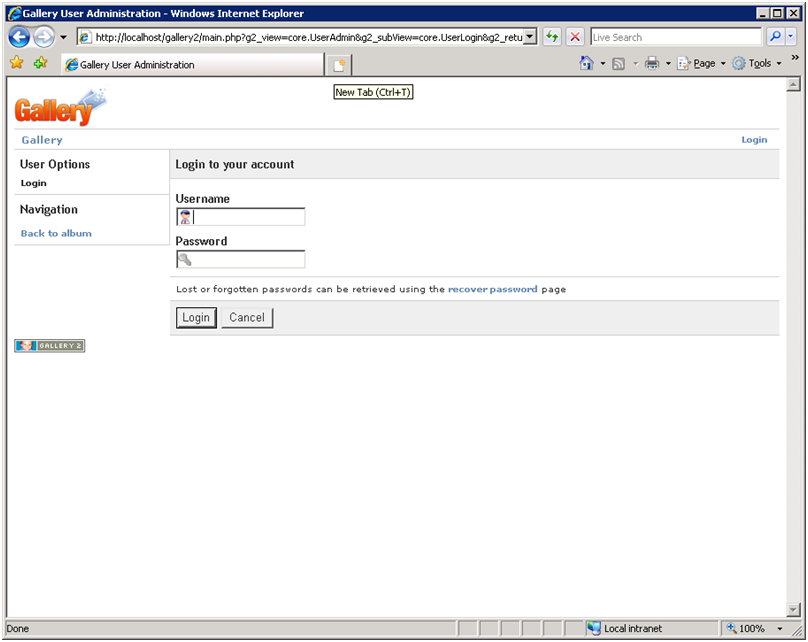 Gallery User Administration - Windows Internet Explorer
http://localhost/gallery2/main.php?g2_view=core.UserAdmin&g2_subView=core.UserLogin&g2_retu
Live Search
Gallery User Administration
Page
Tools
»
New Tab (Ctrl+T)
Gallery
Gallery
Login
User Options
Login
Navigation
Back to album
Login to your account
Username
Password
Lost or forgotten passwords can be retrieved using the recover password page
Login
Cancel
GALLERY 2
Done
Local intranet
100%